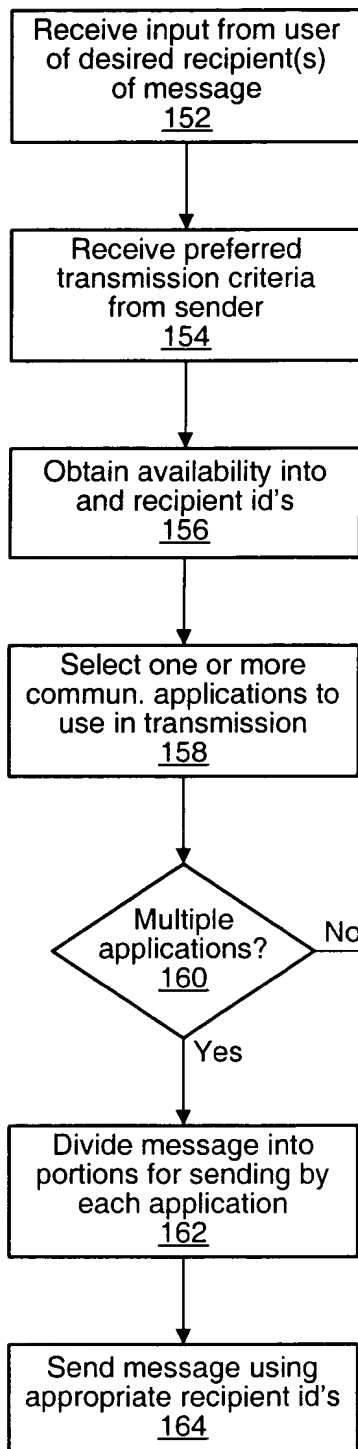 Receive input from user
of desired recipient(s)
of message
152
Receive preferred
transmission criteria
from sender
154
Obtain availability into
and recipient id's
156
Select one or more
commun. applications to
use in transmission
158
Multiple
applications?
160
No
Yes
Divide message into
portions for sending by
each application
162
Send message using
appropriate recipient id's
164